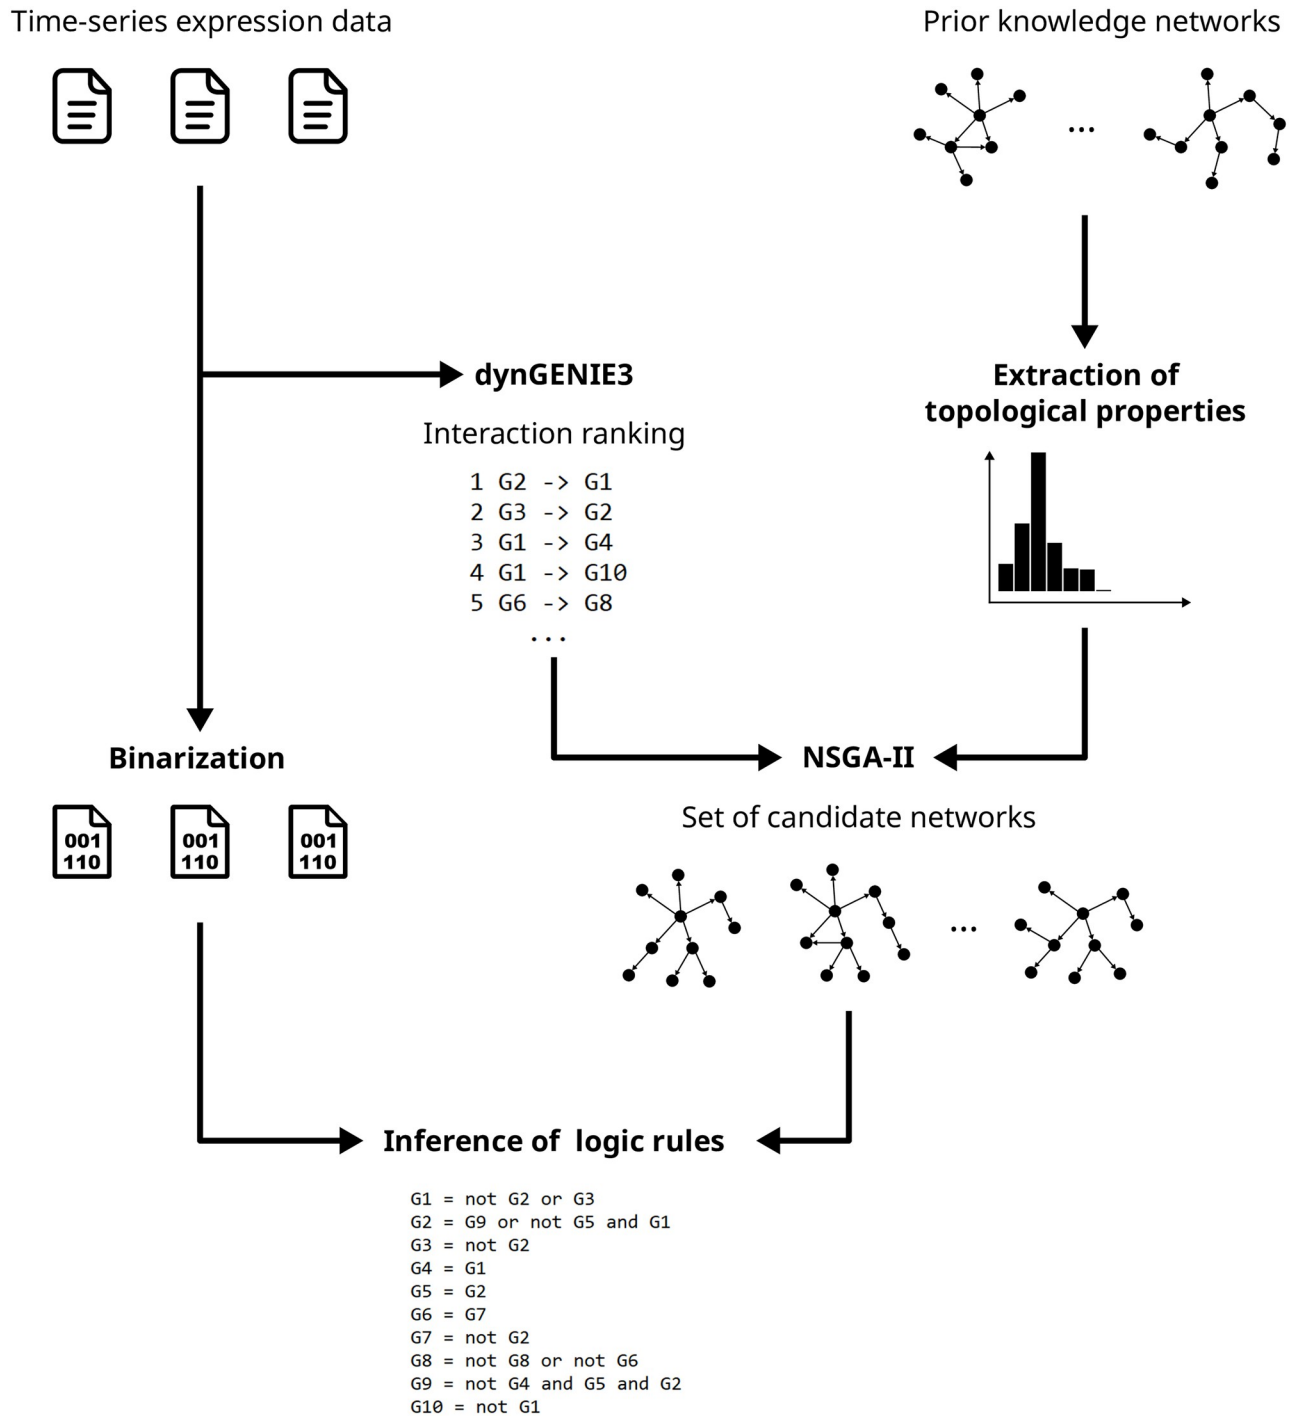 Time-series expression data
Prior knowledge networks
...
dynGENIE3
Interaction ranking
1 G2 -> G1
2 G3 -> G2
3 G1 -> G4
4 G1 -> G10
5 G6 -> G8
...
Extraction of
topological properties
Binarization
001
110
001
110
001
110
NSGA-II
Set of candidate networks
...
Inference of  logic rules
G1 = not G2 or G3
G2 = G9 or not G5 and G1
G3 = not G2
G4 = G1
G5 = G2
G6 = G7
G7 = not G2
G8 = not G8 or not G6
G9 = not G4 and G5 and G2
G10 = not G1